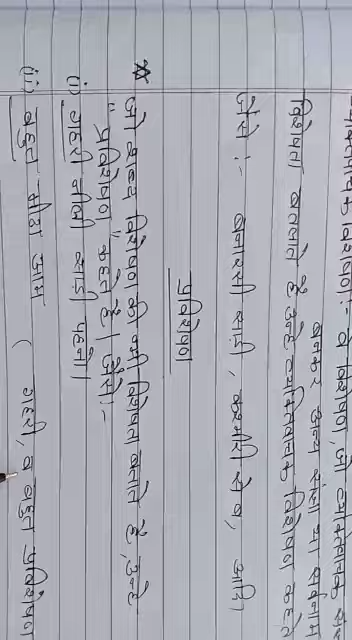 व्यक्तिवाचक विशेषण :- वे विशेषण, जो व्यक्तिवाचक
बनकर अन्य संज्ञा या सर्वनाम
विशेषता बतलाते है उन्हें व्यक्तिवाचक विशेषण कहते
जैसे :- बनारसी साड़ी, कश्मीरी सेब, आदि,
प्रविशेषण
जो शब्द विशेषण की भी विशेषता बताते है, उन्हें
"प्रविशेषण" कहते है। जैसे:-
(i) गहरी नीली साड़ी पहनो।
(ii) बहुत मीठा आम ( गहरी, व बहुत प्रविशेषण